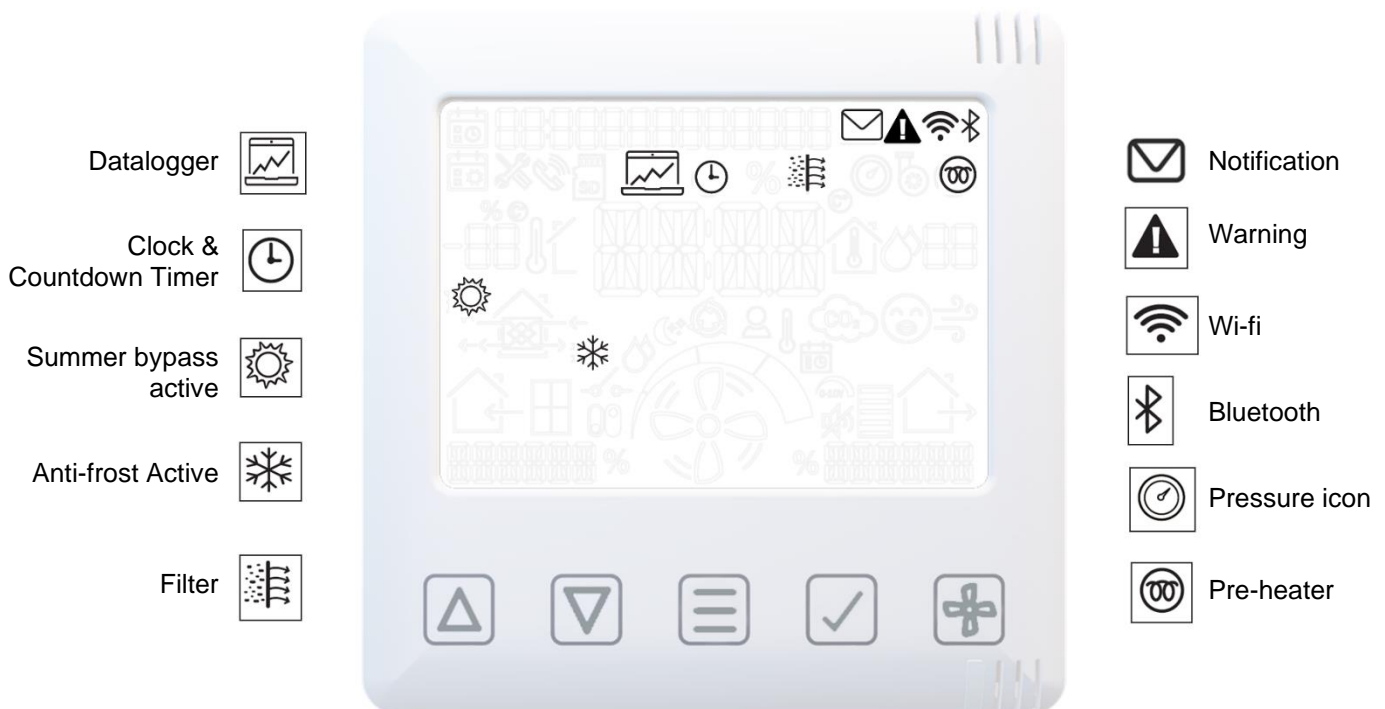 Datalogger
Clock &
Countdown Timer
Summer bypass
active
Anti-frost Active
Filter
Notification
Warning
Wi-fi
Bluetooth
Pressure icon
Pre-heater